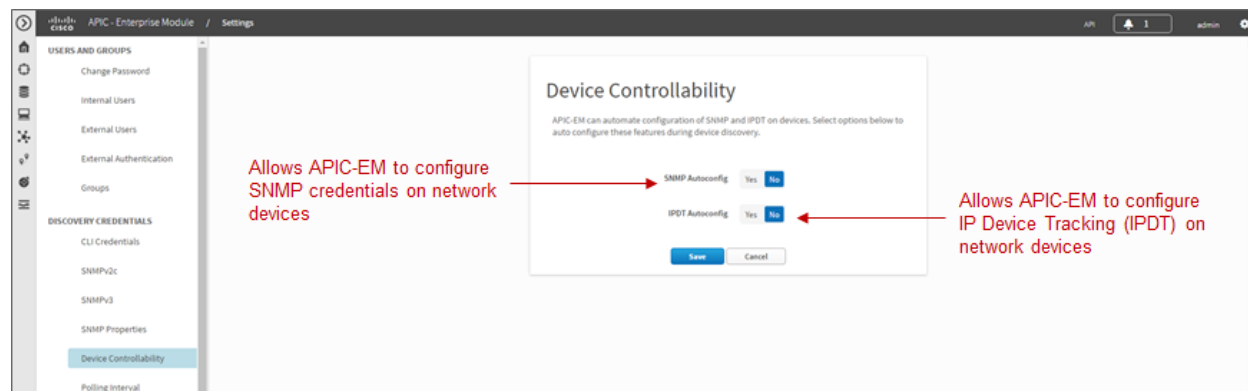 cisco APIC - Enterprise Module / Settings
API 1 admin
USERS AND GROUPS
Change Password
Internal Users
External Users
External Authentication
Groups
DISCOVERY CREDENTIALS
CLI Credentials
SNMPv2c
SNMPv3
SNMP Properties
Device Controllability
Polling Interval
Device Controllability
APIC-EM can automate configuration of SNMP and IPDT on devices. Select options below to
auto configure these features during device discovery.
SNMP Autoconfig Yes No
IPDT Autoconfig Yes No
Save Cancel
Allows APIC-EM to configure
SNMP credentials on network
devices
Allows APIC-EM to configure
IP Device Tracking (IPDT) on
network devices